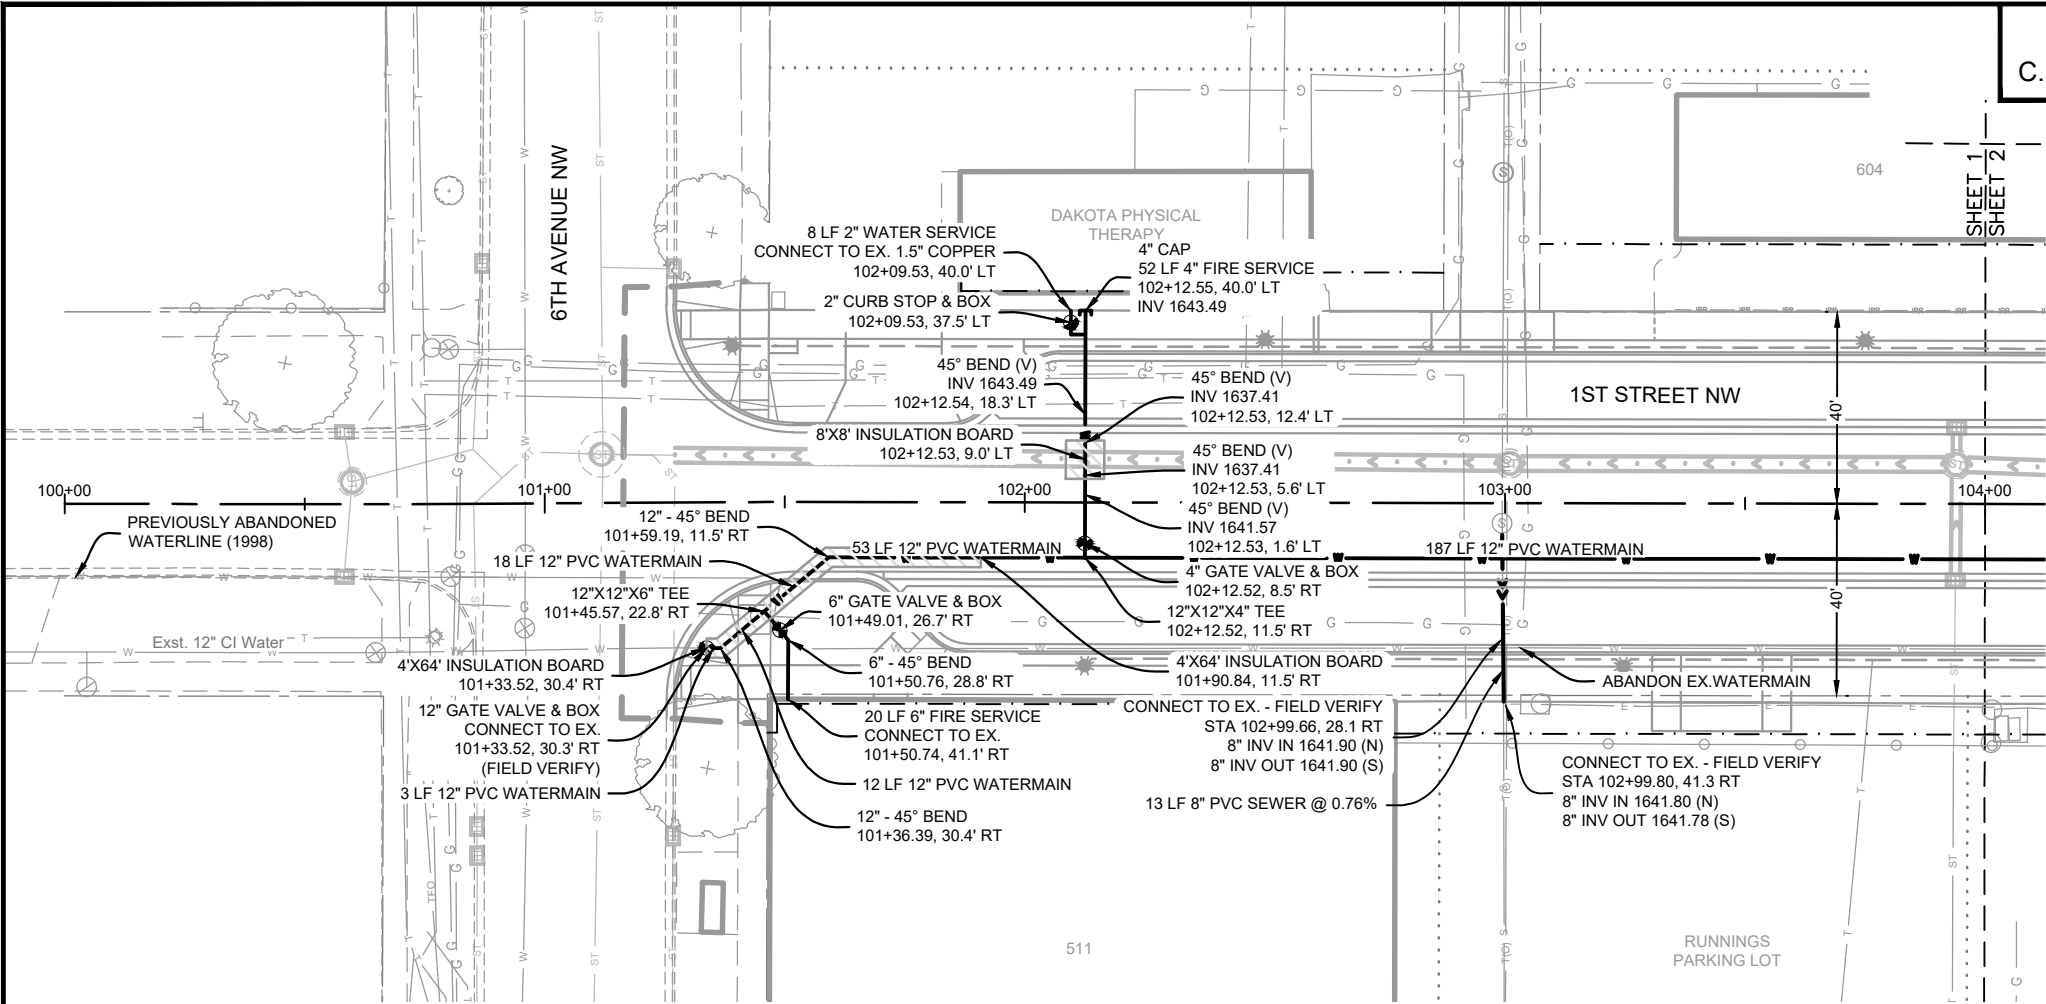 C.
SHEET 1
SHEET 2
604
6TH AVENUE NW
DAKOTA PHYSICAL
THERAPY
8 LF 2" WATER SERVICE
CONNECT TO EX. 1.5" COPPER
102+09.53, 40.0' LT
4" CAP
52 LF 4" FIRE SERVICE
102+12.55, 40.0' LT
INV 1643.49
2" CURB STOP & BOX
102+09.53, 37.5' LT
45° BEND (V)
INV 1643.49
102+12.54, 18.3' LT
45° BEND (V)
INV 1637.41
102+12.53, 12.4' LT
1ST STREET NW
40'
8'X8' INSULATION BOARD
102+12.53, 9.0' LT
45° BEND (V)
INV 1637.41
102+12.53, 5.6' LT
100+00
101+00
102+00
103+00
104+00
45° BEND (V)
INV 1641.57
102+12.53, 1.6' LT
PREVIOUSLY ABANDONED
WATERLINE (1998)
12" - 45° BEND
101+59.19, 11.5' RT
53 LF 12" PVC WATERMAIN
187 LF 12" PVC WATERMAIN
18 LF 12" PVC WATERMAIN
4" GATE VALVE & BOX
102+12.52, 8.5' RT
12"X12"X6" TEE
101+45.57, 22.8' RT
6" GATE VALVE & BOX
101+49.01, 26.7' RT
12"X12"X4" TEE
102+12.52, 11.5' RT
40'
Exst. 12" CI Water
4'X64' INSULATION BOARD
101+33.52, 30.4' RT
6" - 45° BEND
101+50.76, 28.8' RT
4'X64' INSULATION BOARD
101+90.84, 11.5' RT
ABANDON EX.WATERMAIN
12" GATE VALVE & BOX
CONNECT TO EX.
101+33.52, 30.3' RT
(FIELD VERIFY)
20 LF 6" FIRE SERVICE
CONNECT TO EX.
101+50.74, 41.1' RT
CONNECT TO EX. - FIELD VERIFY
STA 102+99.66, 28.1 RT
8" INV IN 1641.90 (N)
8" INV OUT 1641.90 (S)
CONNECT TO EX. - FIELD VERIFY
STA 102+99.80, 41.3 RT
8" INV IN 1641.80 (N)
8" INV OUT 1641.78 (S)
3 LF 12" PVC WATERMAIN
12 LF 12" PVC WATERMAIN
13 LF 8" PVC SEWER @ 0.76%
12" - 45° BEND
101+36.39, 30.4' RT
511
RUNNINGS
PARKING LOT